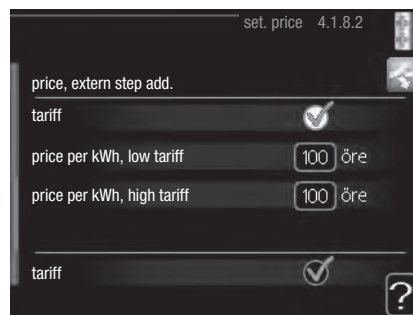 set. price 4.1.8.2
price, extern step add.
tariff
price per kWh, low tariff 100 öre
price per kWh, high tariff 100 öre
tariff
?